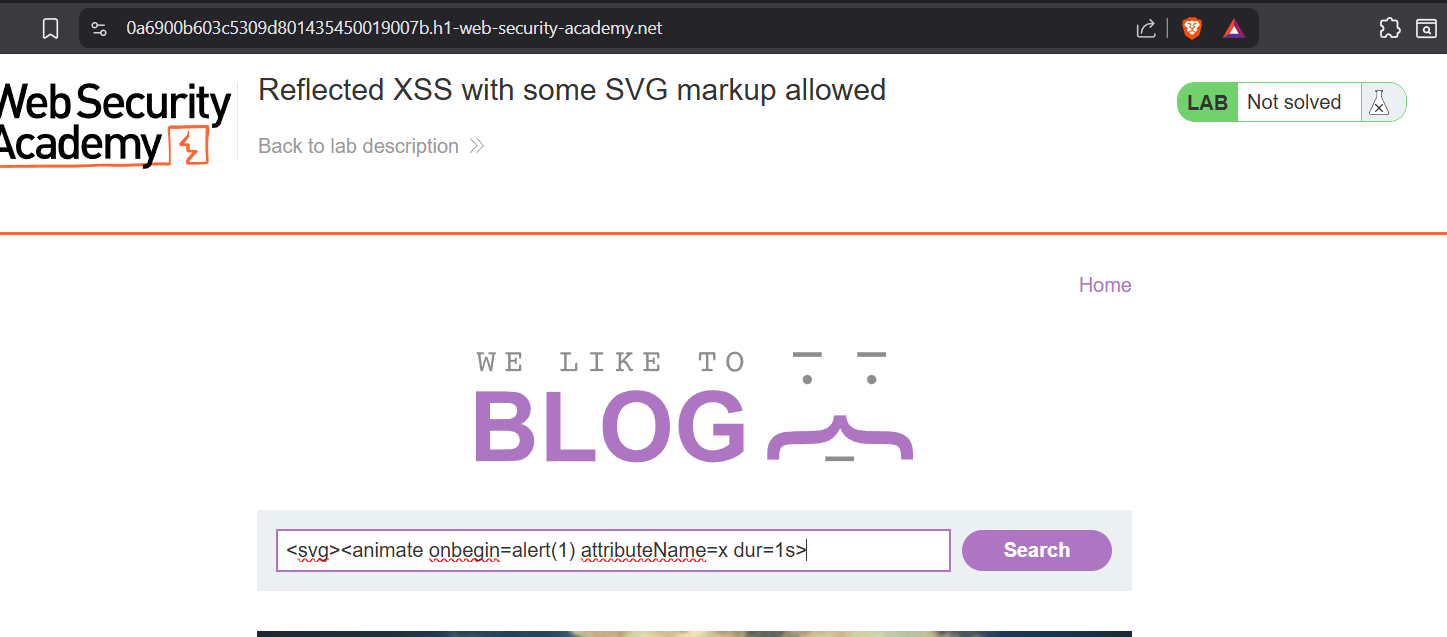 0a6900b603c5309d801435450019007b.h1-web-security-academy.net
Web Security
Academy
Reflected XSS with some SVG markup allowed
LAB Not solved
Back to lab description
Home
WE LIKE TO
BLOG
<svg><animate onbegin=alert(1) attributeName=x dur=1s>
Search